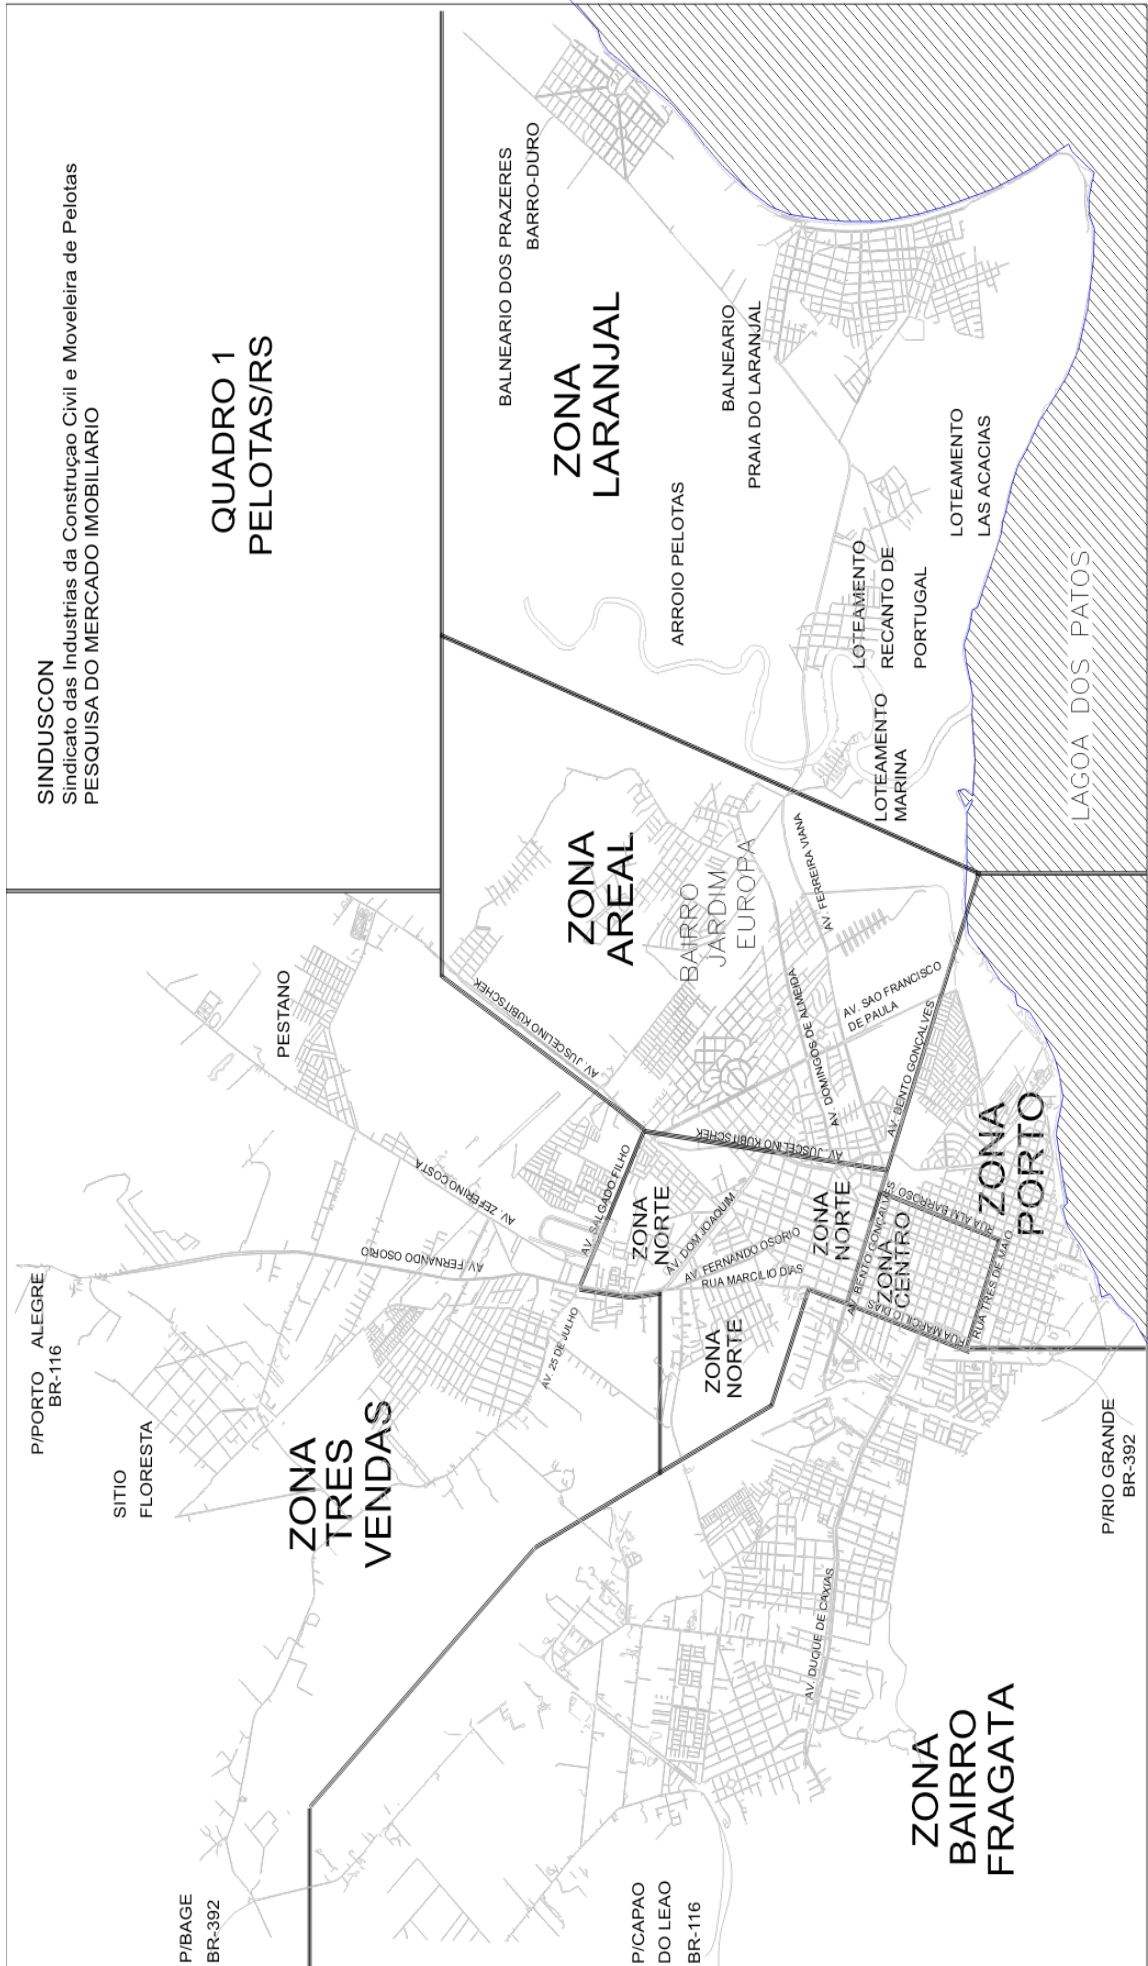 SINDUSCON
Sindicato das Industrias da Construçao Civil e Moveleira de Pelotas
PESQUISA DO MERCADO IMOBILIARIO
QUADRO 1
PELOTAS/RS
P/PORTO ALEGRE
BR-116
SITIO
FLORESTA
P/BAGE
BR-392
PESTANO
ZONA
TRES
VENDAS
AV. FERNANDO OSORIO
AV. ZEFERINO COSTA
AV. 25 DE JULHO
AV. SALGADO FILHO
AV. JUSCELINO KUBITSCHEK
BALNEARIO DOS PRAZERES
BARRO-DURO
ZONA
LARANJAL
ARROIO PELOTAS
BALNEARIO
PRAIA DO LARANJAL
LOTEAMENTO
RECANTO DE
PORTUGAL
LOTEAMENTO
MARINA
LOTEAMENTO
LAS ACACIAS
LAGOA DOS PATOS
ZONA
AREAL
BAIRRO
JARDIM
EUROPA
AV. FERREIRA VIANA
AV. DOMINGOS DE ALMEIDA
AV. SAO FRANCISCO
DE PAULA
AV. BENTO GONÇALVES
AV. JUSCELINO KUBITSCHEK
ZONA
NORTE
AV. DOM JOAQUIM
AV. FERNANDO OSORIO
RUA MARCILIO DIAS
ZONA
NORTE
ZONA
NORTE
AV. BENTO GONÇALVES
ZONA
CENTRO
RUA MARCILIO DIAS
RUA ALM BARROSO
RUA TRES DE MAIO
ZONA
PORTO
P/RIO GRANDE
BR-392
AV. DUQUE DE CAXIAS
ZONA
BAIRRO
FRAGATA
P/CAPAO
DO LEAO
BR-116